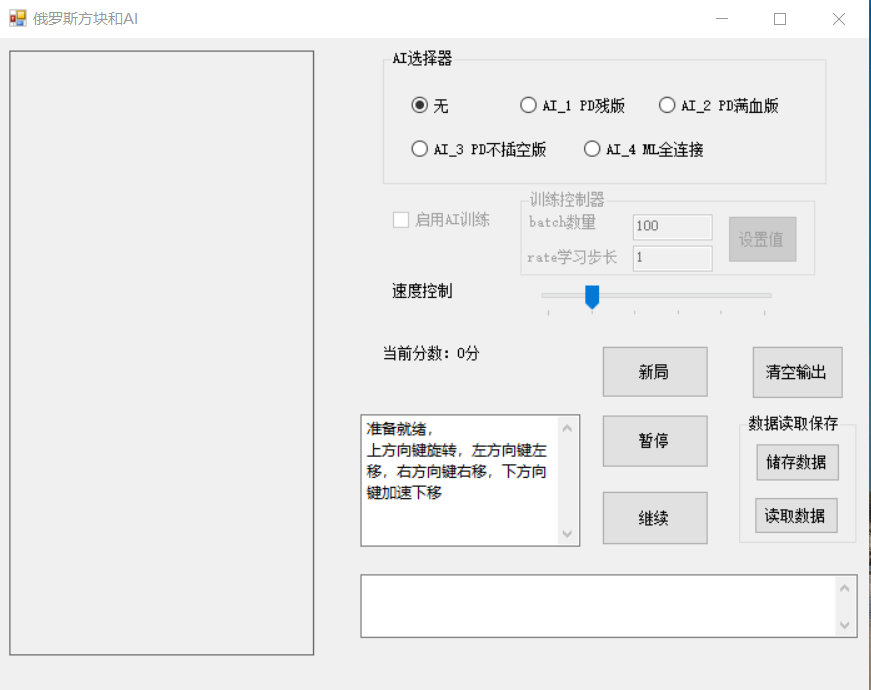 俄罗斯方块和AI
AI选择器
无
AI_1 PD残版
AI_2 PD满血版
AI_3 PD不插空版
AI_4 ML全连接
启用AI训练
训练控制器
batch数量
100
rate学习步长
1
设置值
速度控制
当前分数：0分
新局
清空输出
准备就绪，
上方向键旋转，左方向键左
移，右方向键右移，下方向
键加速下移
暂停
继续
数据读取保存
储存数据
读取数据